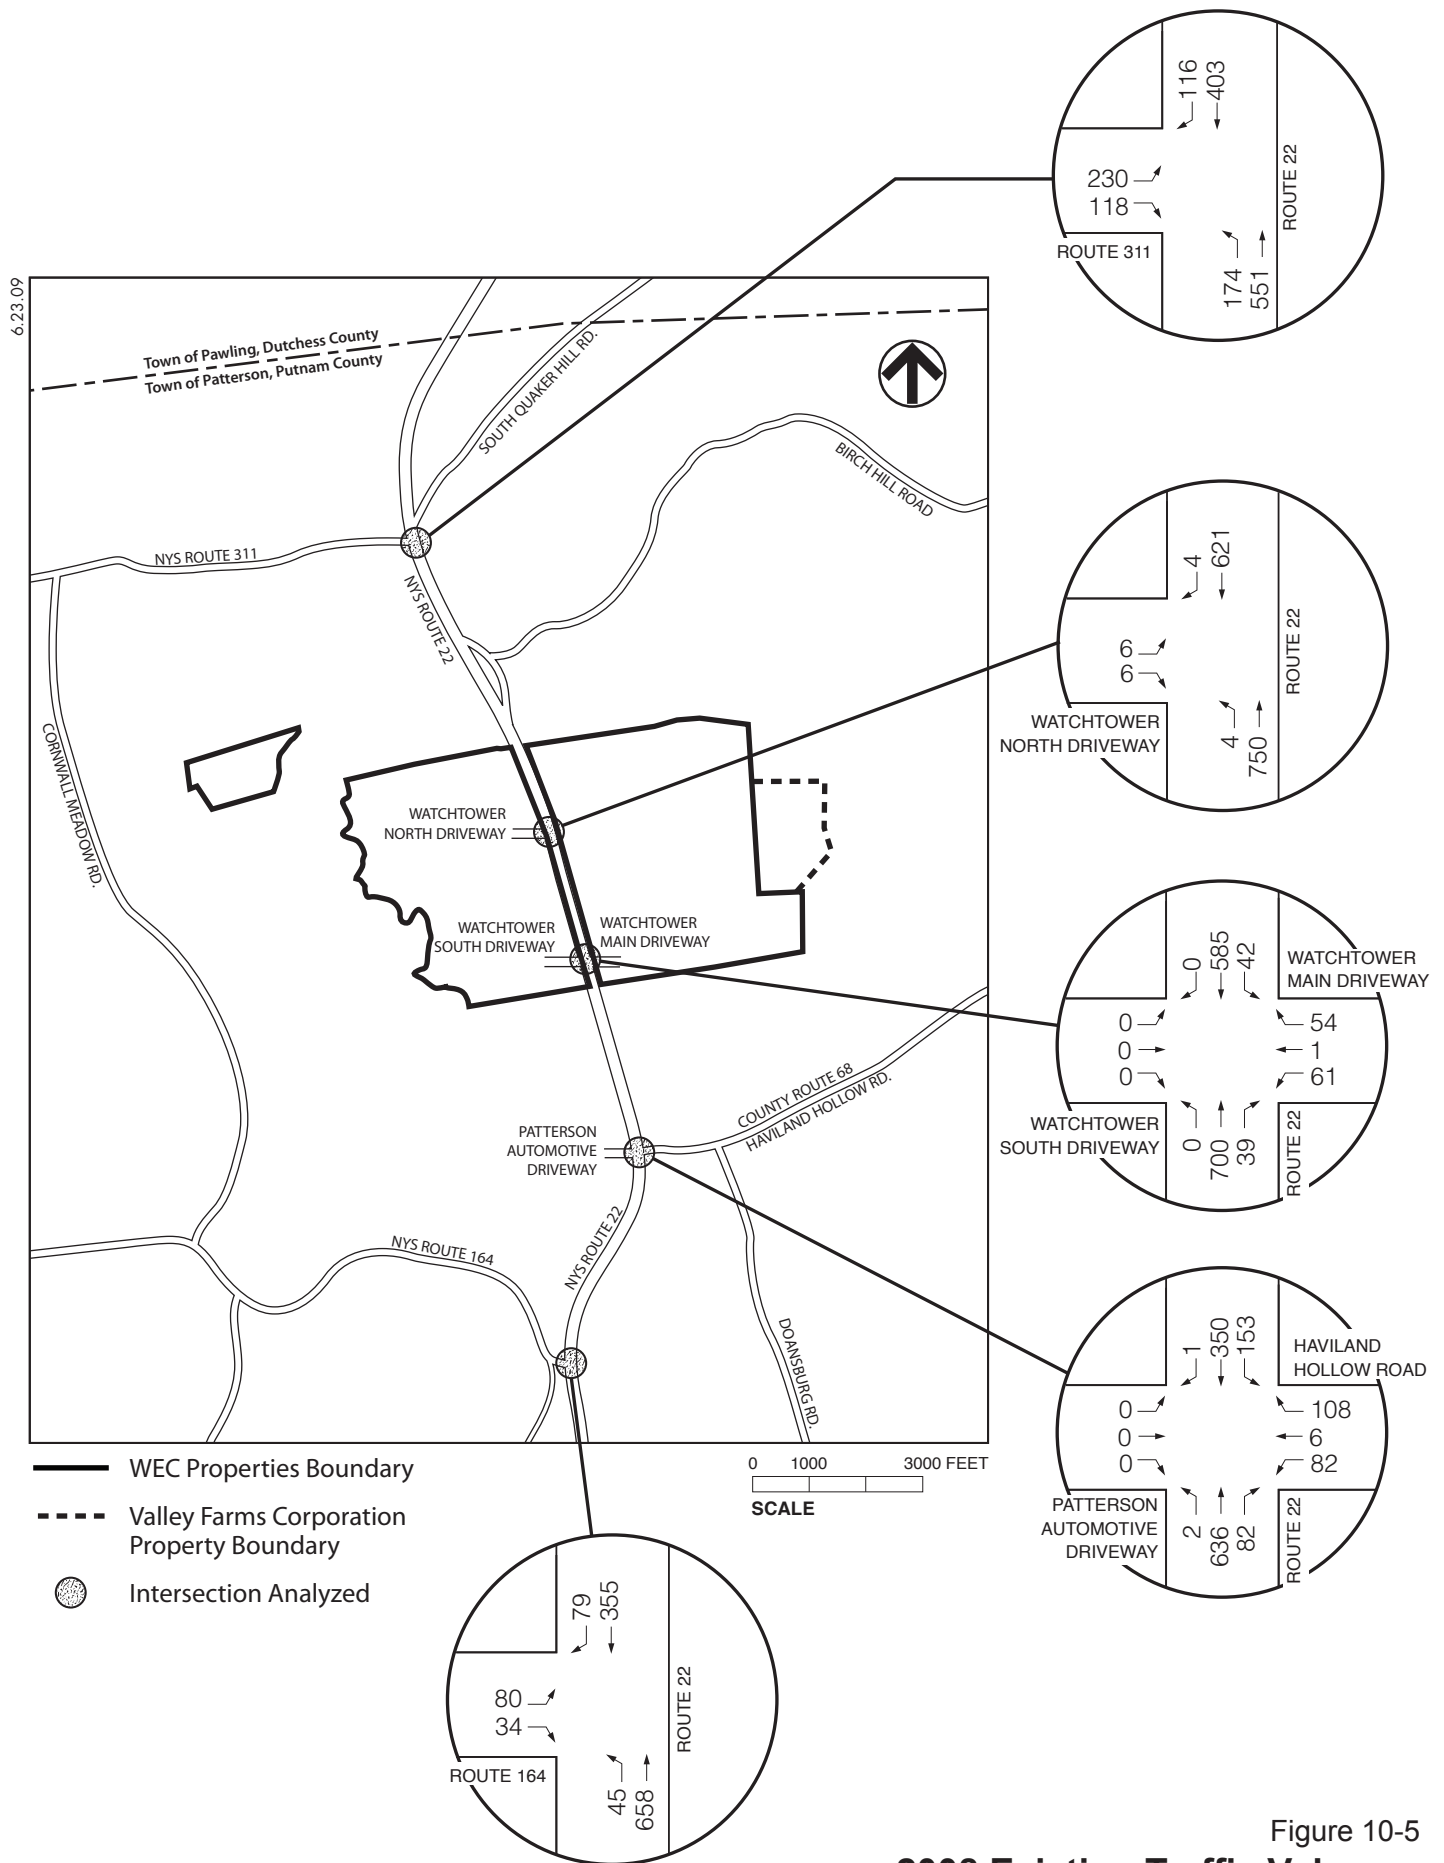 6.23.09
116
403
230
118
ROUTE 311
174
551
ROUTE 22
Town of Pawling, Dutchess County
Town of Patterson, Putnam County
SOUTH QUAKER HILL RD.
BIRCH HILL ROAD
NYS ROUTE 311
NYS ROUTE 22
CORNWALL MEADOW RD.
4
621
6
6
WATCHTOWER
NORTH DRIVEWAY
4
750
ROUTE 22
WATCHTOWER
NORTH DRIVEWAY
WATCHTOWER
SOUTH DRIVEWAY
WATCHTOWER
MAIN DRIVEWAY
0
585
42
WATCHTOWER
MAIN DRIVEWAY
0
0
0
54
1
61
WATCHTOWER
SOUTH DRIVEWAY
0
700
39
ROUTE 22
COUNTY ROUTE 68
HAVILAND HOLLOW RD.
PATTERSON
AUTOMOTIVE
DRIVEWAY
NYS ROUTE 22
NYS ROUTE 164
DOANSBURG RD.
1
350
153
HAVILAND
HOLLOW ROAD
0
0
0
108
6
82
PATTERSON
AUTOMOTIVE
DRIVEWAY
2
636
82
ROUTE 22
WEC Properties Boundary
Valley Farms Corporation
Property Boundary
Intersection Analyzed
0 1000 3000 FEET
SCALE
79
355
80
34
ROUTE 164
45
658
ROUTE 22
Figure 10-5